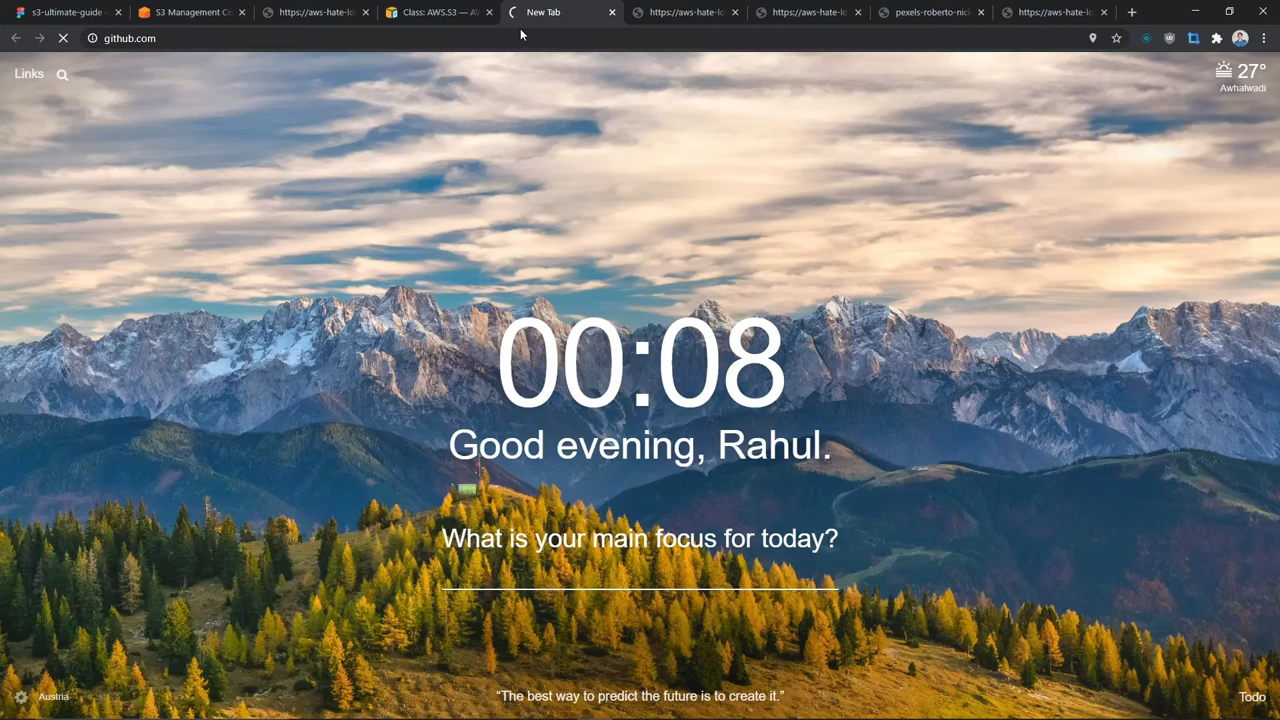 s3-ultimate-guide
S3 Management Co
https://aws-hate-lo
Class: AWS.S3 — AW
New Tab
https://aws-hate-lo
https://aws-hate-lo
pexels-roberto-nick
https://aws-hate-lo
github.com
Links
27°
Awhalwadi
00:08
Good evening, Rahul.
What is your main focus for today?
Austria
“The best way to predict the future is to create it.”
Todo